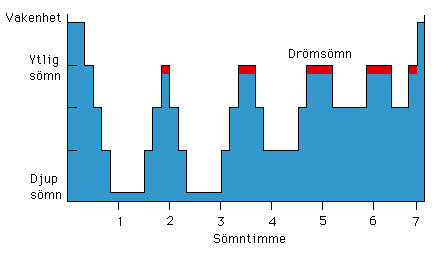 Vakenhet
Ytlig
sömn
Drömsömn
Djup
sömn
1 2 3 4 5 6 7
Sömntimme